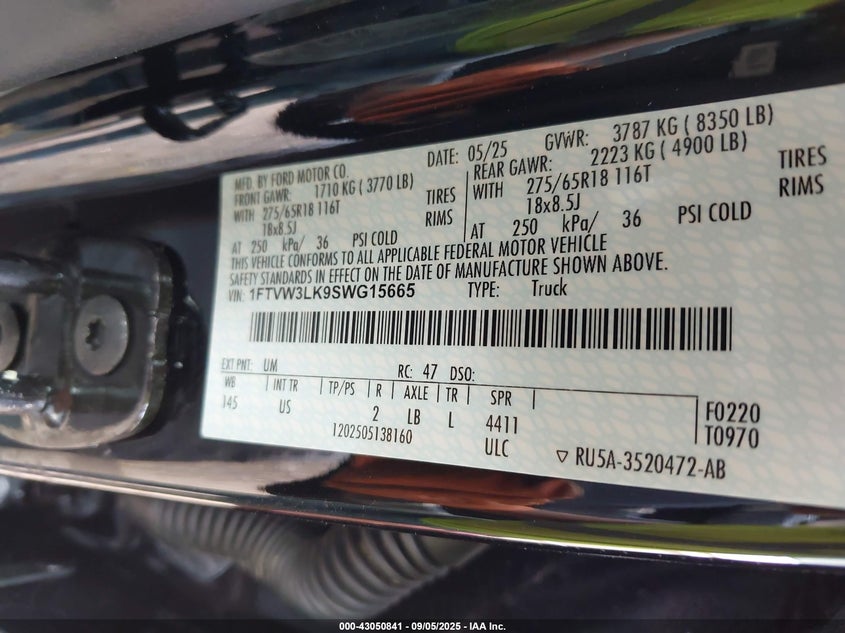 MFD. BY FORD MOTOR CO.
DATE: 05/25 GVWR: 3787 KG ( 8350 LB)
FRONT GAWR: 1710 KG ( 3770 LB)
REAR GAWR: 2223 KG ( 4900 LB)
WITH 275/65R18 116T TIRES
WITH 275/65R18 116T TIRES
18x8.5J RIMS
18x8.5J RIMS
AT 250 kPa/ 36 PSI COLD
AT 250 kPa/ 36 PSI COLD
THIS VEHICLE CONFORMS TO ALL APPLICABLE FEDERAL MOTOR VEHICLE
SAFETY STANDARDS IN EFFECT ON THE DATE OF MANUFACTURE SHOWN ABOVE.
VIN: 1FTVW3LK9SWG15665 TYPE: Truck
EXT PNT: UM RC: 47 DSO:
WB INT TR TP/PS R AXLE TR SPR
145 US 2 LB L 4411
F0220
T0970
1202505138160 ULC
▽ RU5A-3520472-AB
000-43050841 - 09/05/2025 - IAA Inc.